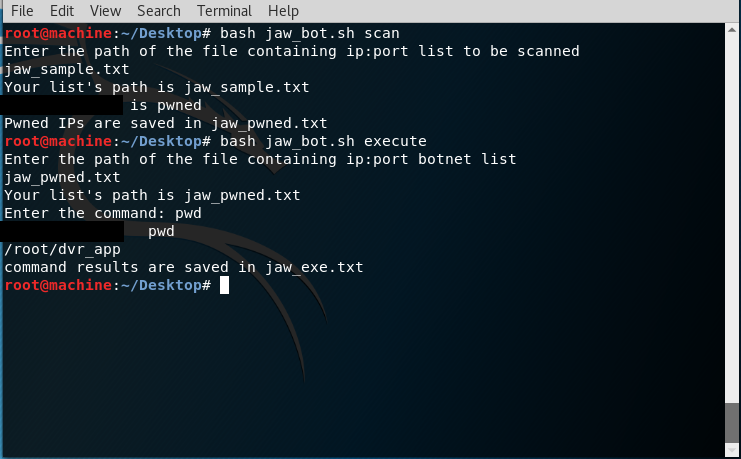 File Edit View Search Terminal Help
root@machine:~/Desktop# bash jaw_bot.sh scan
Enter the path of the file containing ip:port list to be scanned
jaw_sample.txt
Your list's path is jaw_sample.txt
is pwned
Pwned IPs are saved in jaw_pwned.txt
root@machine:~/Desktop# bash jaw_bot.sh execute
Enter the path of the file containing ip:port botnet list
jaw_pwned.txt
Your list's path is jaw_pwned.txt
Enter the command: pwd
pwd
/root/dvr_app
command results are saved in jaw_exe.txt
root@machine:~/Desktop#